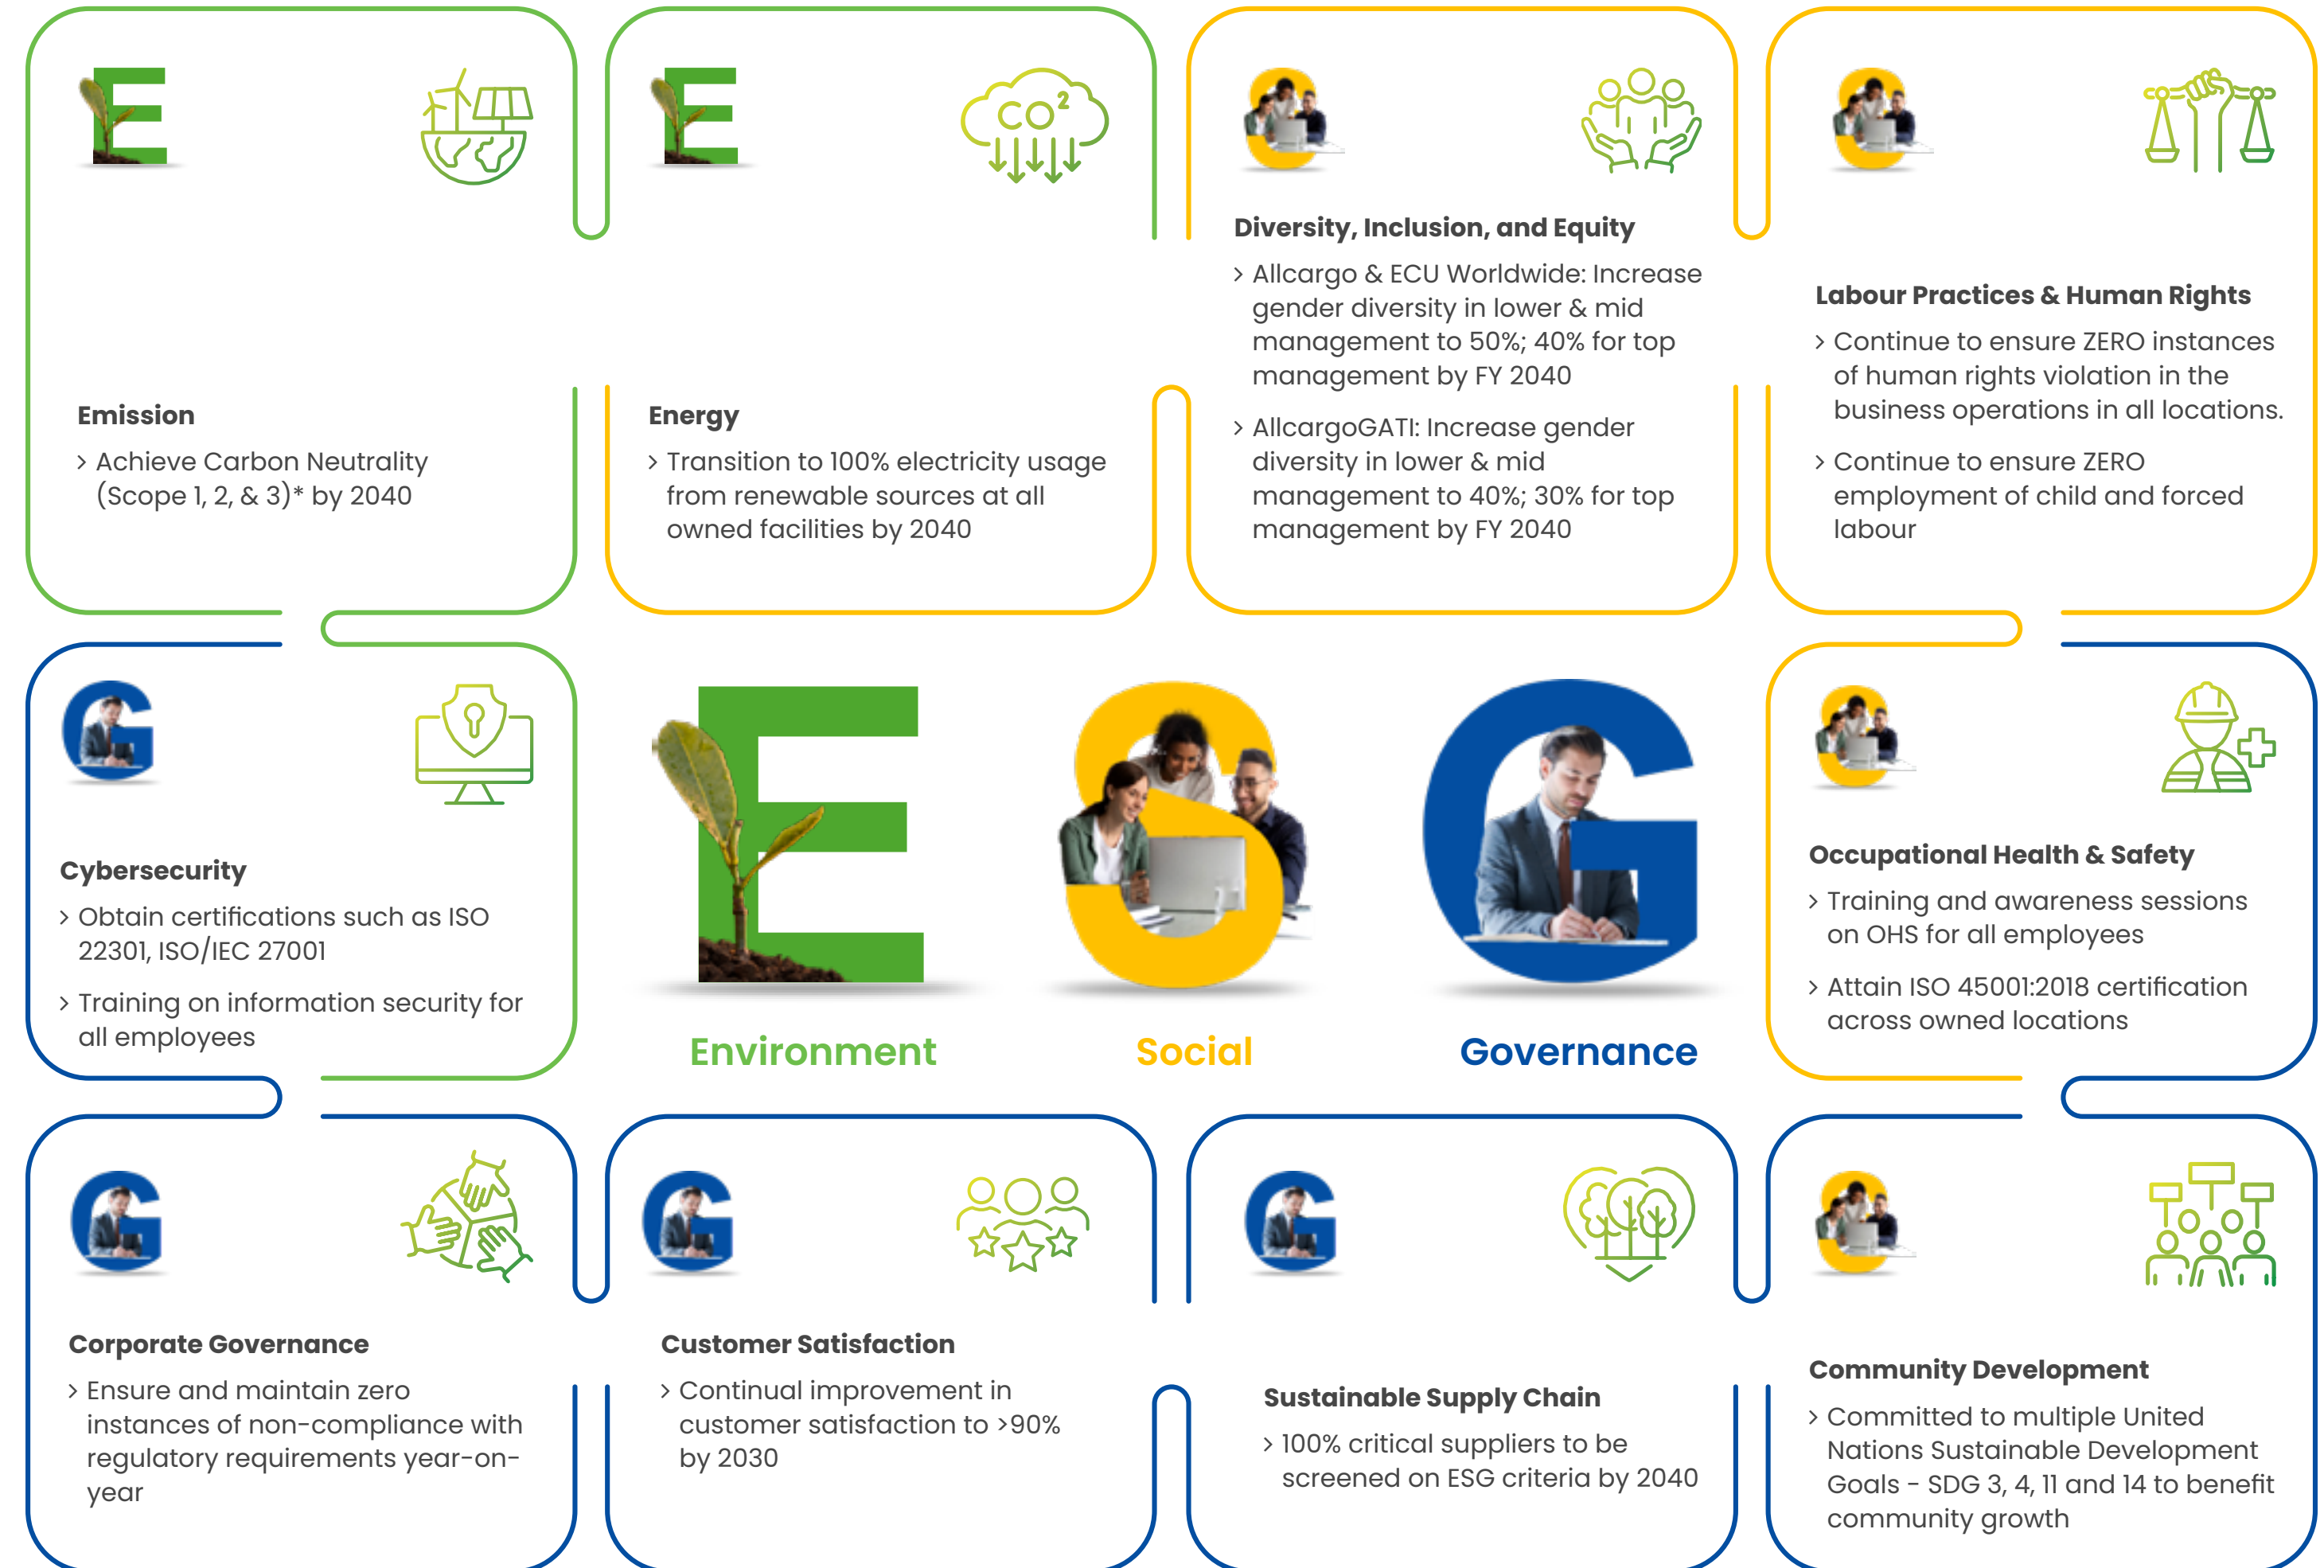 Emission
› Achieve Carbon Neutrality
(Scope 1, 2, & 3)* by 2040
CO²
Energy
› Transition to 100% electricity usage
from renewable sources at all
owned facilities by 2040
Diversity, Inclusion, and Equity
› Allcargo & ECU Worldwide: Increase
gender diversity in lower & mid
management to 50%; 40% for top
management by FY 2040
› AllcargoGATI: Increase gender
diversity in lower & mid
management to 40%; 30% for top
management by FY 2040
Labour Practices & Human Rights
› Continue to ensure ZERO instances
of human rights violation in the
business operations in all locations.
› Continue to ensure ZERO
employment of child and forced
labour
Cybersecurity
› Obtain certifications such as ISO
22301, ISO/IEC 27001
› Training on information security for
all employees
E S G
Environment
Social
Governance
Occupational Health & Safety
› Training and awareness sessions
on OHS for all employees
› Attain ISO 45001:2018 certification
across owned locations
Corporate Governance
› Ensure and maintain zero
instances of non-compliance with
regulatory requirements year-on-
year
Customer Satisfaction
› Continual improvement in
customer satisfaction to >90%
by 2030
Sustainable Supply Chain
› 100% critical suppliers to be
screened on ESG criteria by 2040
Community Development
› Committed to multiple United
Nations Sustainable Development
Goals - SDG 3, 4, 11 and 14 to benefit
community growth